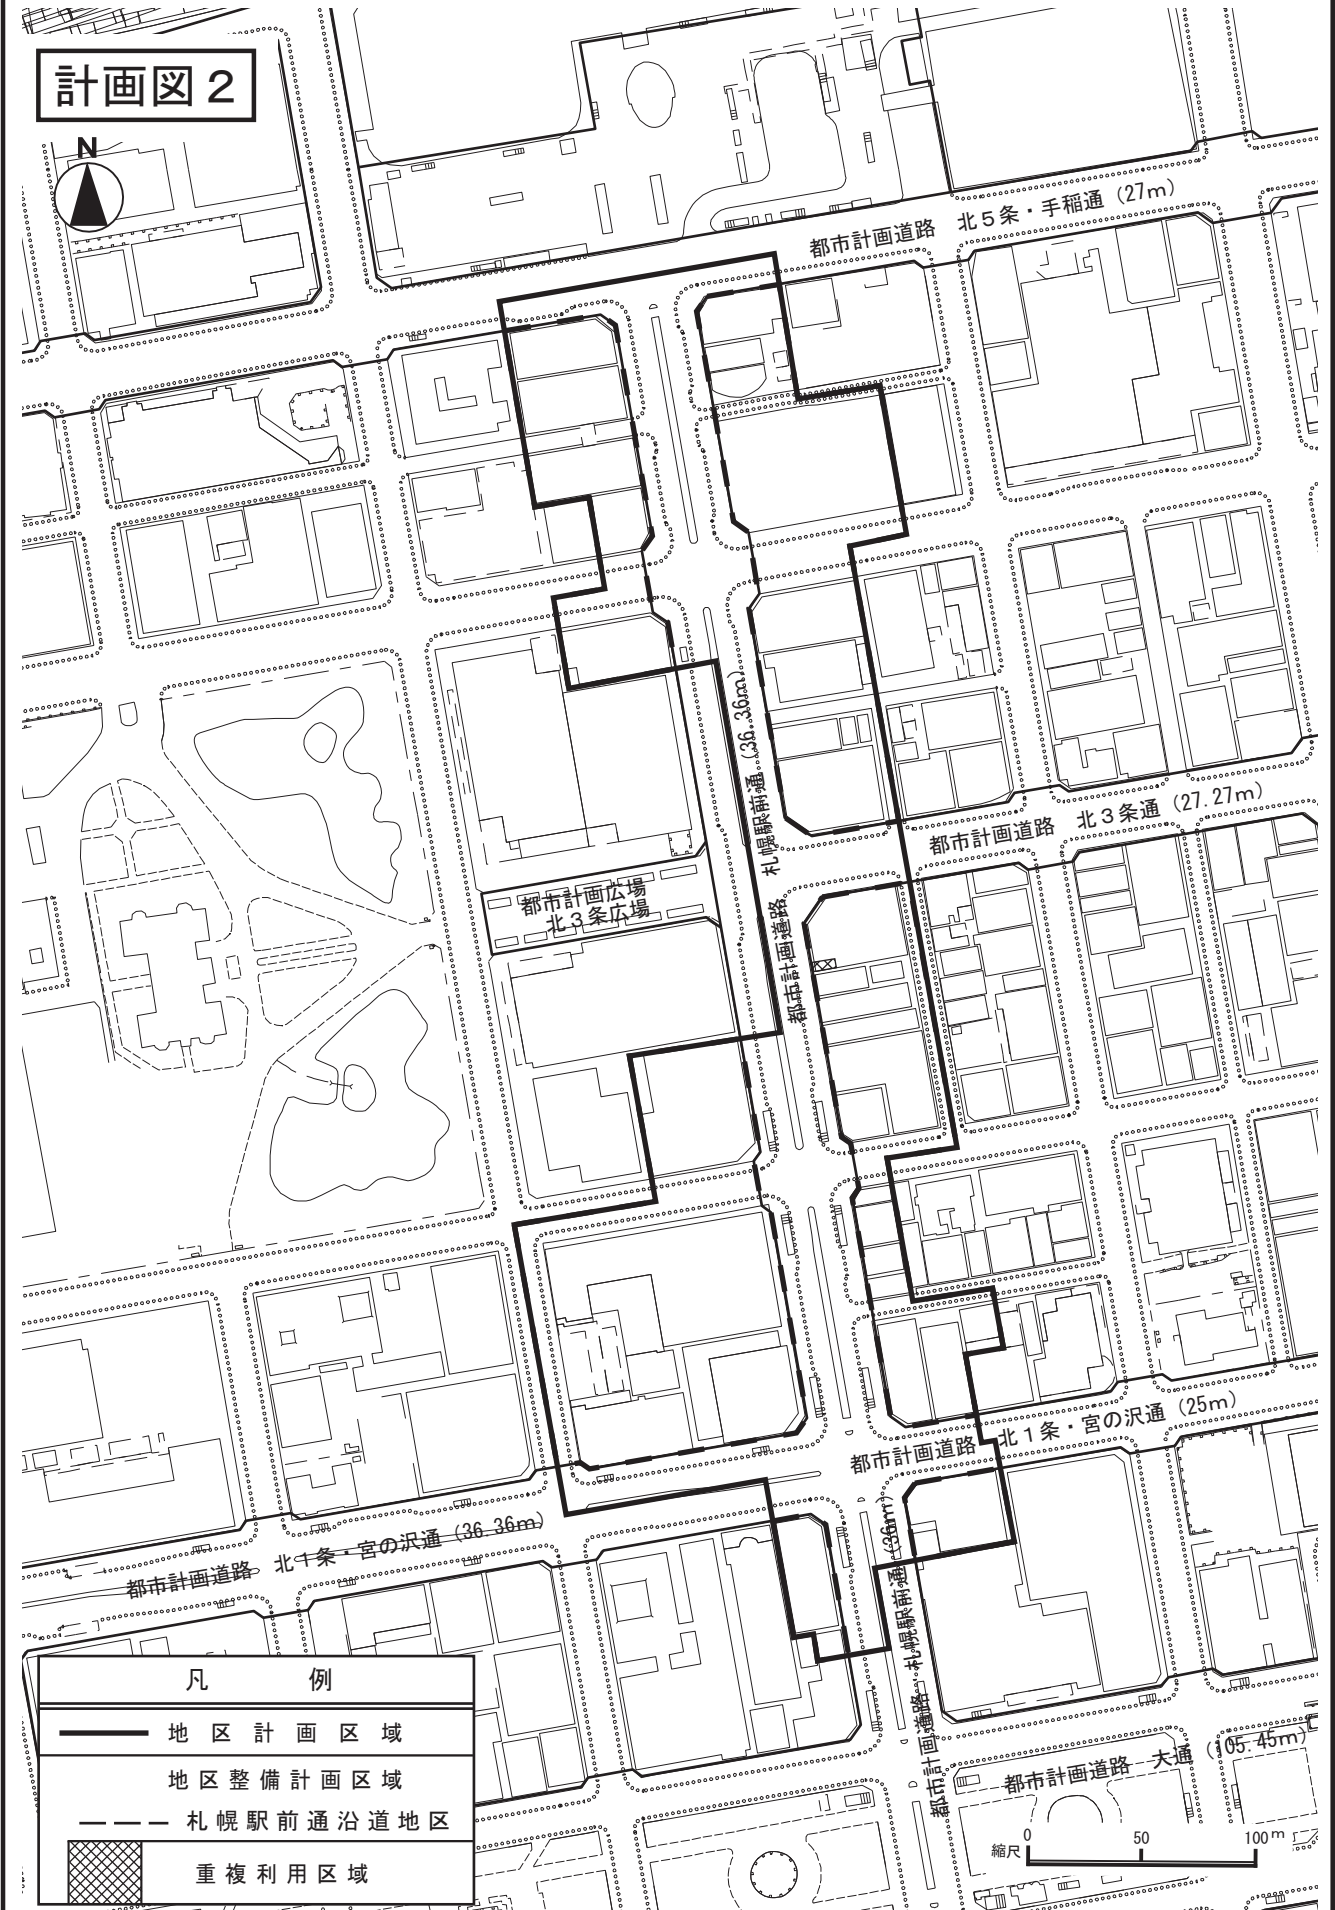 計画図２
N
都市計画道路　北５条・手稲通（27m）
都市計画道路　札幌駅前通（36.36m）
都市計画道路　北３条通（27.27m）
都市計画広場
北３条広場
都市計画道路　北１条・宮の沢通（25m）
都市計画道路　北１条・宮の沢通（36.36m）
都市計画道路　札幌駅前通（36m）
都市計画道路　大通（105.45m）
凡　例
地区計画区域
地区整備計画区域
札幌駅前通沿道地区
重複利用区域
縮尺 0 50 100m